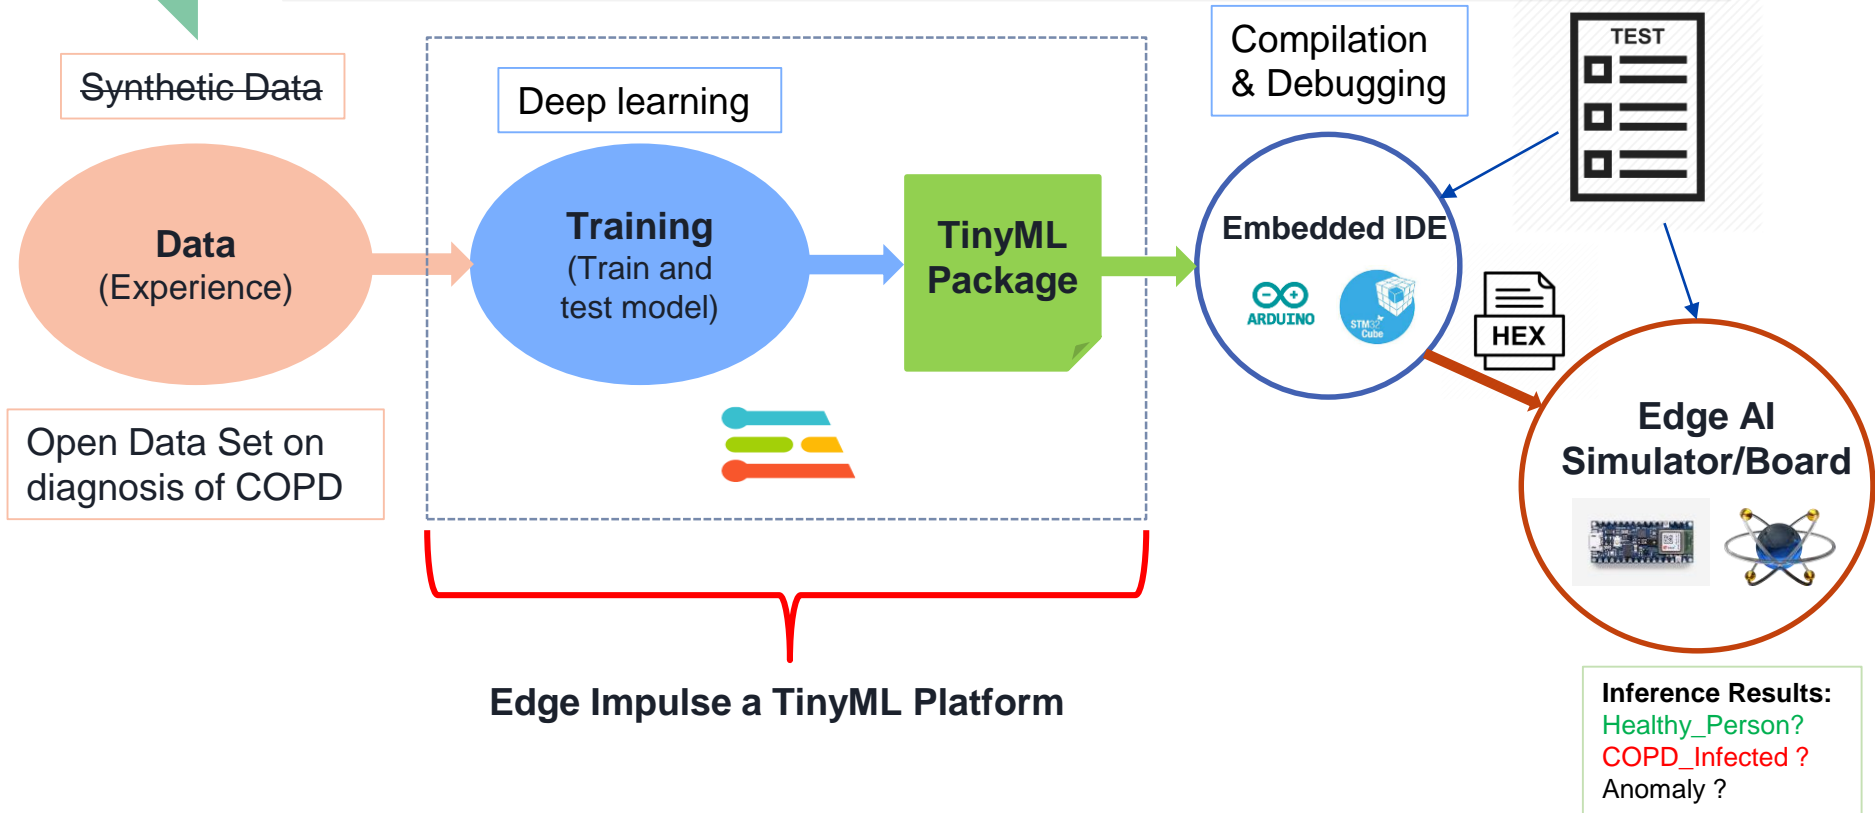 Synthetic Data
Data
(Experience)
Open Data Set on
diagnosis of COPD
Deep learning
Training
(Train and
test model)
TinyML
Package
Edge Impulse a TinyML Platform
Compilation
& Debugging
Embedded IDE
ARDUINO
STM32
Cube
TEST
HEX
Edge AI
Simulator/Board
Inference Results:
Healthy_Person?
COPD_Infected ?
Anomaly ?